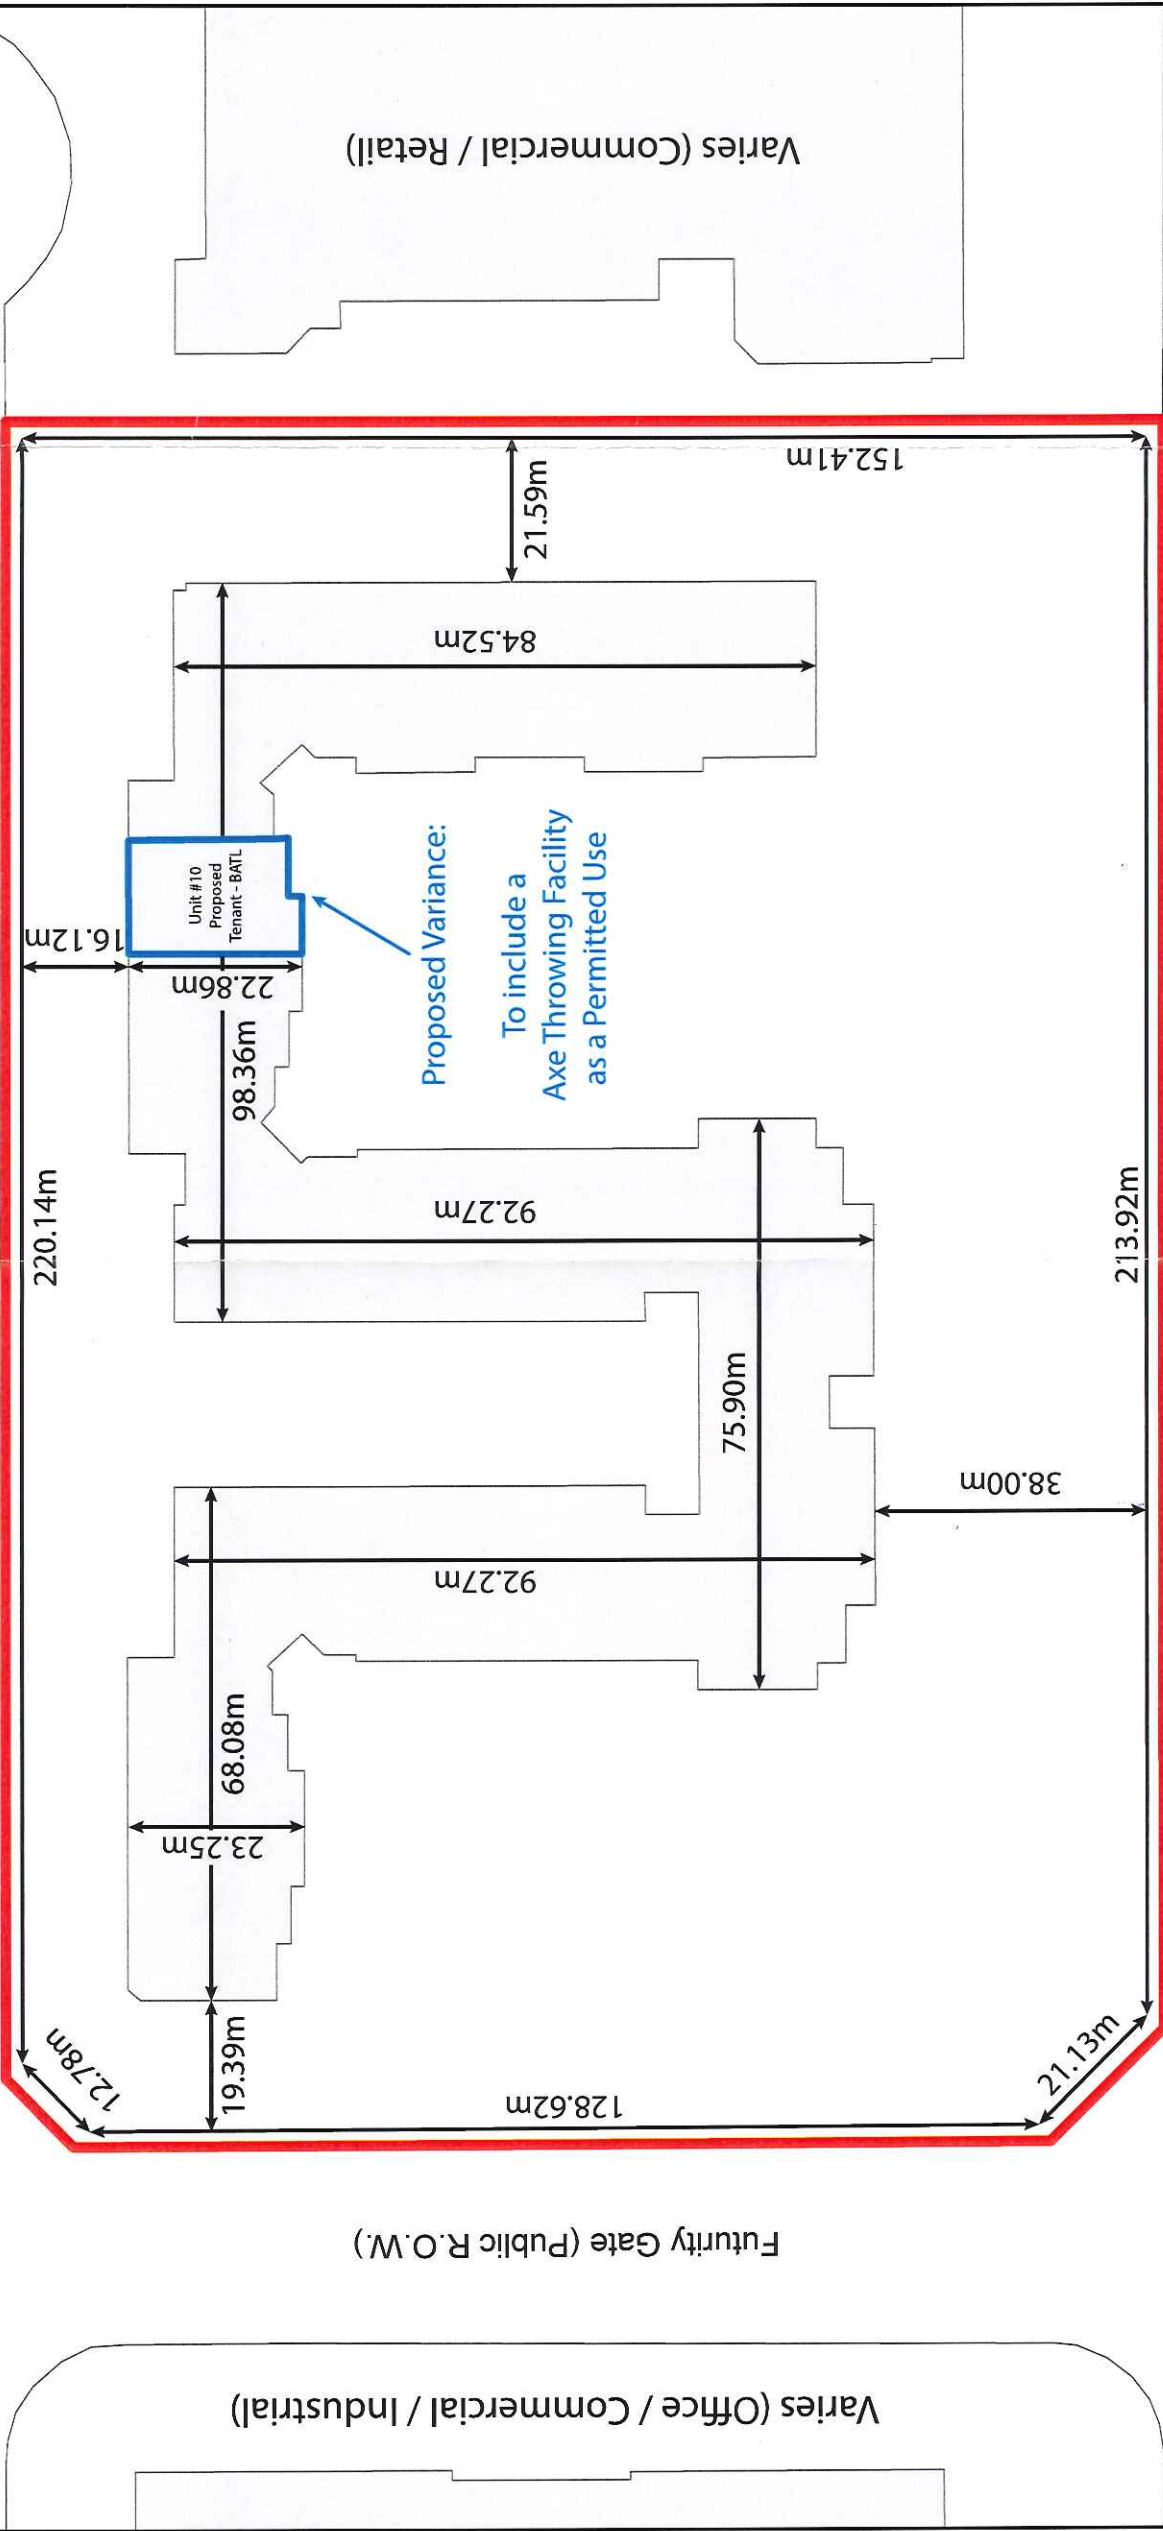 Varies (Commercial / Retail)
152.41m
21.59m
84.52m
Unit #10
Proposed
Tenant - BATL
16.12m
22.86m
98.36m
Proposed Variance:
To include a
Axe Throwing Facility
as a Permitted Use
220.14m
92.27m
213.92m
75.90m
38.00m
92.27m
68.08m
23.25m
19.39m
12.78m
128.62m
21.13m
Futurity Gate (Public R.O.W.)
Varies (Office / Commercial / Industrial)